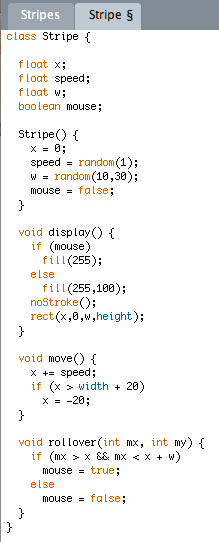 Stripes Stripe §
class Stripe {
float x;
float speed;
float w;
boolean mouse;
Stripe() {
x = 0;
speed = random(1);
w = random(10,30);
mouse = false;
}
void display() {
if (mouse)
fill(255);
else
fill(255,100);
noStroke();
rect(x,0,w,height);
}
void move() {
x += speed;
if (x > width + 20)
x = -20;
}
void rollover(int mx, int my) {
if (mx > x && mx < x + w)
mouse = true;
else
mouse = false;
}
}